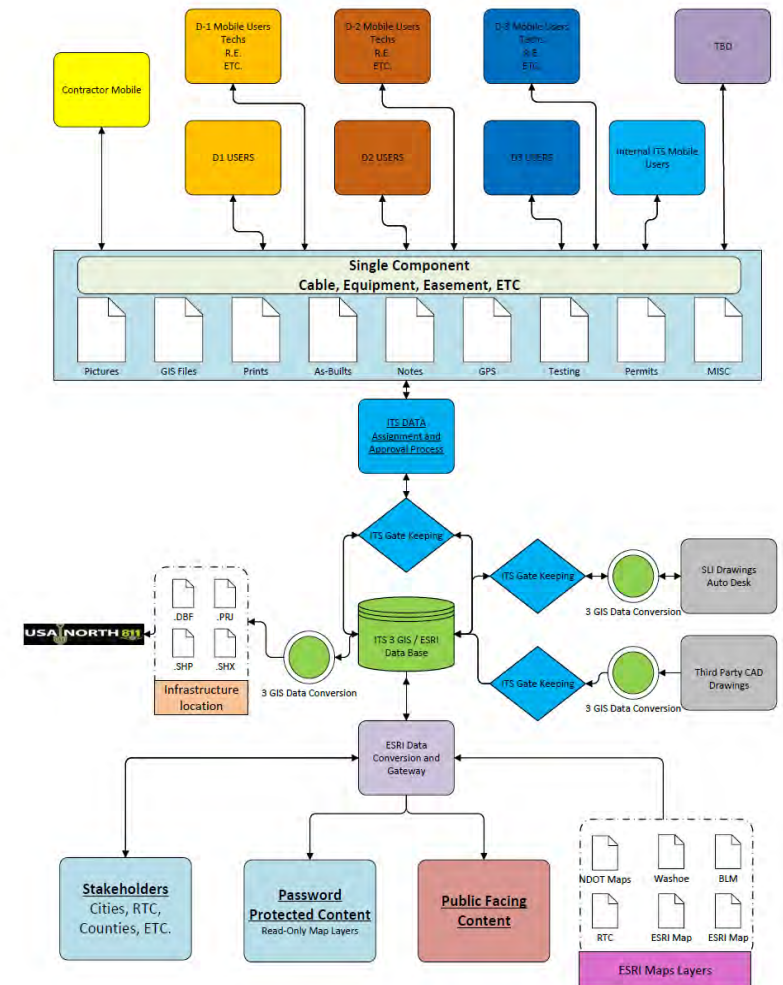 D-1 Mobile Users
Techs
R.E.
ETC.
D-2 Mobile Users
Techs
R.E.
ETC.
D-3 Mobile Users
Techs
R.E.
ETC.
TBD
Contractor Mobile
D1 USERS
D2 USERS
D3 USERS
Internal ITS Mobile
Users
Single Component
Cable, Equipment, Easement, ETC
Pictures
GIS Files
Prints
As-Builts
Notes
GPS
Testing
Permits
MISC
ITS DATA
Assignment and
Approval Process
ITS Gate Keeping
ITS Gate Keeping
SLI Drawings
Auto Desk
3 GIS Data Conversion
.DBF
.PRJ
USA NORTH 811
.SHP
.SHX
Infrastructure
location
3 GIS Data Conversion
ITS 3 GIS / ESRI
Data Base
ITS Gate Keeping
Third Party CAD
Drawings
3 GIS Data Conversion
ESRI Data
Conversion and
Gateway
Stakeholders
Cities, RTC,
Counties, ETC.
Password
Protected Content
Read-Only Map Layers
Public Facing
Content
NDOT Maps
Washoe
BLM
RTC
ESRI Map
ESRI Map
ESRI Maps Layers